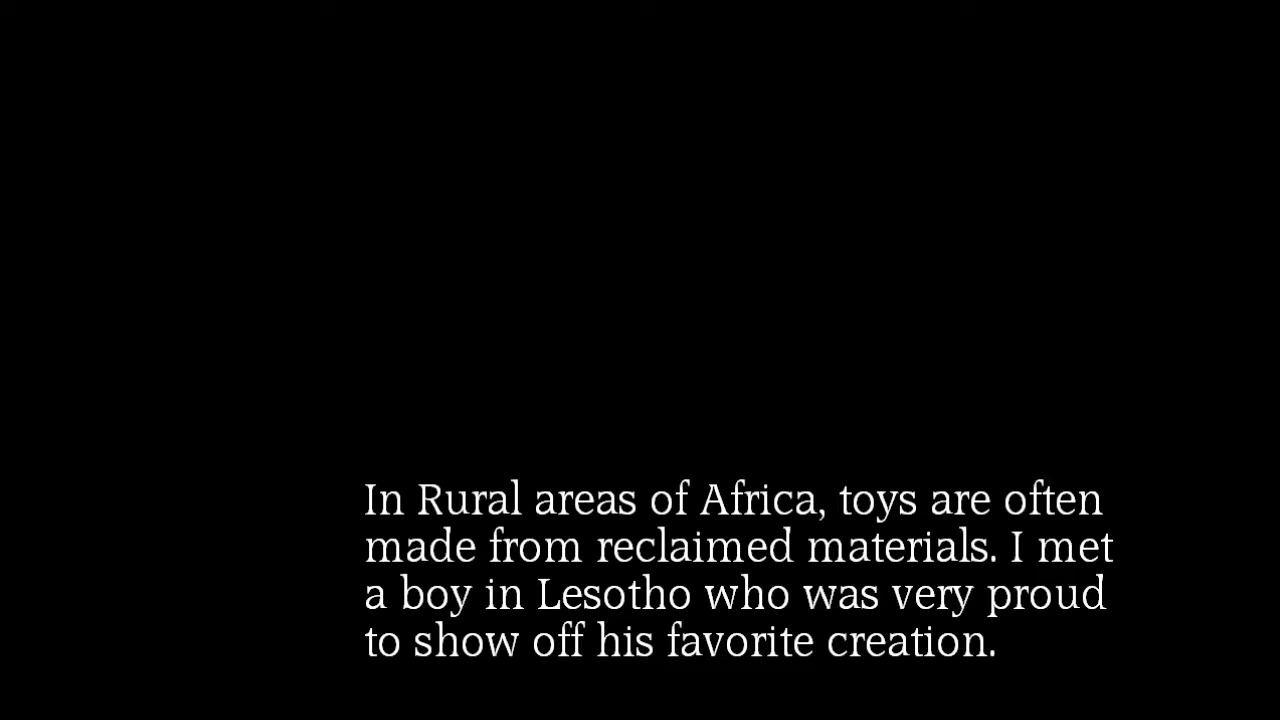 In Rural areas of Africa, toys are often
made from reclaimed materials. I met
a boy in Lesotho who was very proud
to show off his favorite creation.